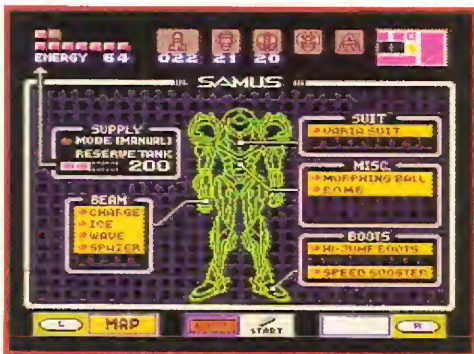 ENERGY 64 022 21 20
SAMUS
SUPPLY
MODE [MANUAL]
RESERVE TANK
200
SUIT
VARIA SUIT
MISC.
MORPHING BALL
BOMB
BEAM
CHARGE
ICE
WAVE
SPAZER
BOOTS
HI-JUMP BOOTS
SPEED BOOSTER
L MAP START R